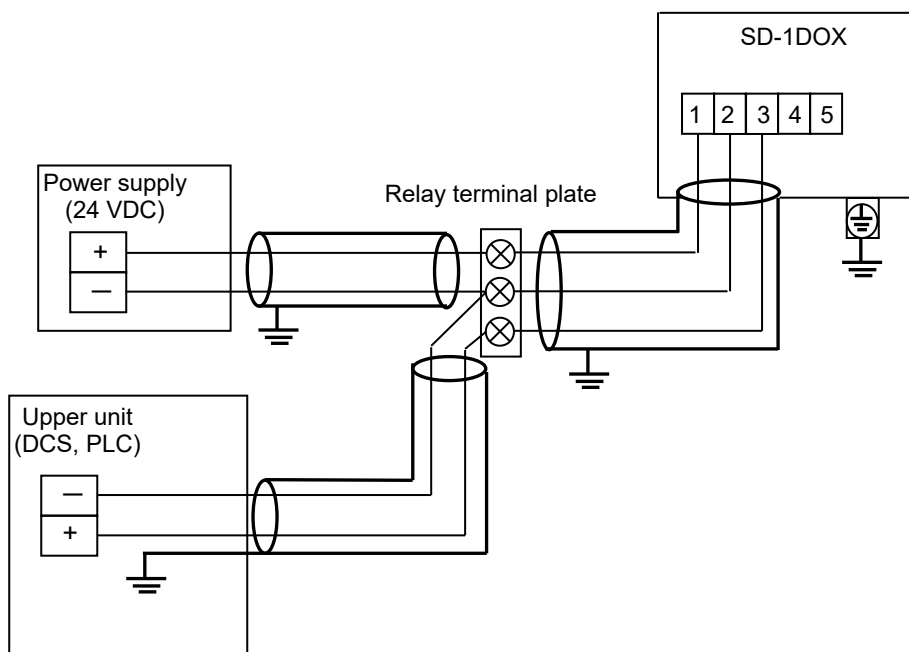 SD-1DOX
1 2 3 4 5
Power supply
(24 VDC)
+
—
Relay terminal plate
Upper unit
(DCS, PLC)
—
+